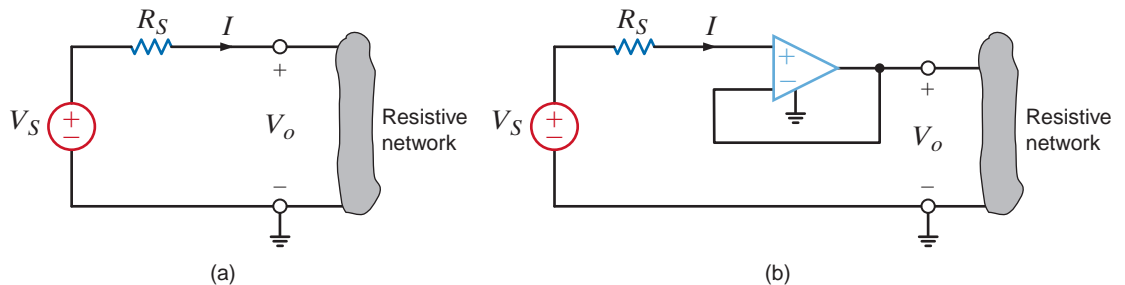 R_S I
+
V_S + − V_o Resistive
network
−
(a)
R_S I
+
−
+
V_S + − V_o Resistive
network
−
(b)